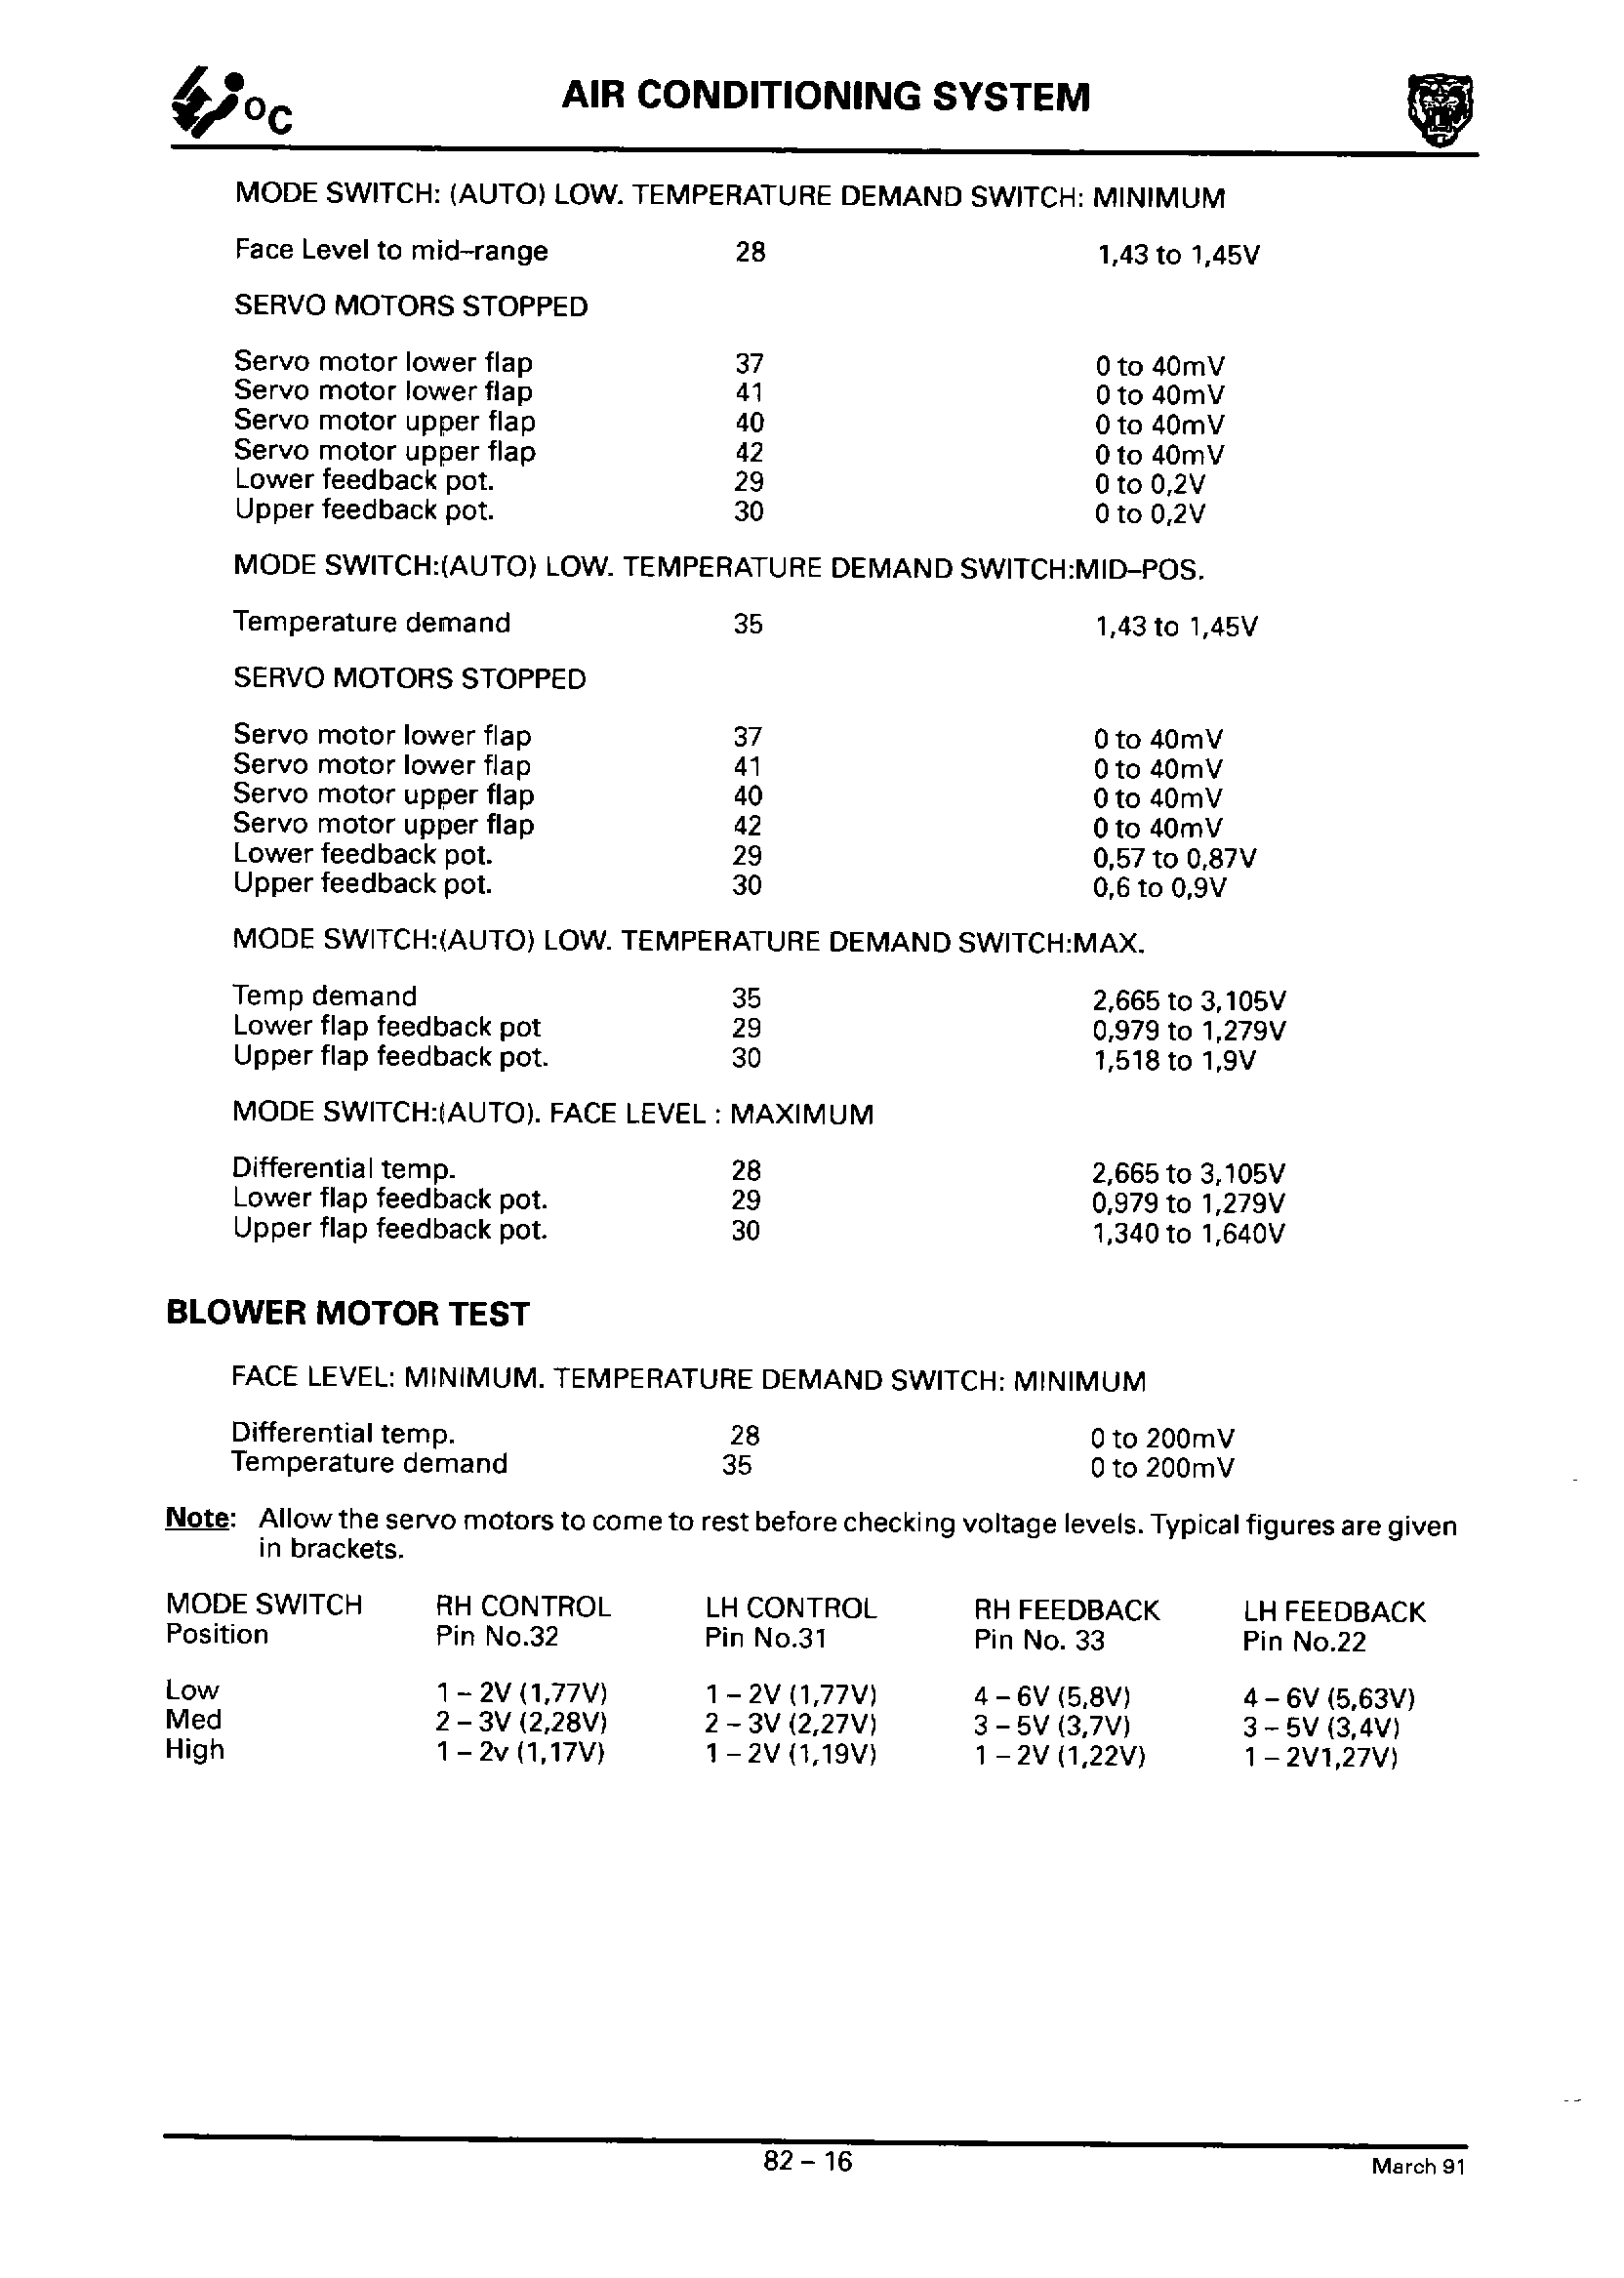 °C
AIR CONDITIONING SYSTEM
MODE SWITCH: (AUTO) LOW. TEMPERATURE DEMAND SWITCH: MINIMUM
Face Level to mid–range 28 1,43 to 1,45V
SERVO MOTORS STOPPED
Servo motor lower flap 37 0 to 40mV
Servo motor lower flap 41 0 to 40mV
Servo motor upper flap 40 0 to 40mV
Servo motor upper flap 42 0 to 40mV
Lower feedback pot. 29 0 to 0,2V
Upper feedback pot. 30 0 to 0,2V
MODE SWITCH:(AUTO) LOW. TEMPERATURE DEMAND SWITCH:MID–POS.
Temperature demand 35 1,43 to 1,45V
SERVO MOTORS STOPPED
Servo motor lower flap 37 0 to 40mV
Servo motor lower flap 41 0 to 40mV
Servo motor upper flap 40 0 to 40mV
Servo motor upper flap 42 0 to 40mV
Lower feedback pot. 29 0,57 to 0,87V
Upper feedback pot. 30 0,6 to 0,9V
MODE SWITCH:(AUTO) LOW. TEMPERATURE DEMAND SWITCH:MAX.
Temp demand 35 2,665 to 3,105V
Lower flap feedback pot 29 0,979 to 1,279V
Upper flap feedback pot. 30 1,518 to 1,9V
MODE SWITCH:(AUTO). FACE LEVEL : MAXIMUM
Differential temp. 28 2,665 to 3,105V
Lower flap feedback pot. 29 0,979 to 1,279V
Upper flap feedback pot. 30 1,340 to 1,640V
BLOWER MOTOR TEST
FACE LEVEL: MINIMUM. TEMPERATURE DEMAND SWITCH: MINIMUM
Differential temp. 28 0 to 200mV
Temperature demand 35 0 to 200mV
Note: Allow the servo motors to come to rest before checking voltage levels. Typical figures are given
in brackets.
MODE SWITCH RH CONTROL LH CONTROL RH FEEDBACK LH FEEDBACK
Position Pin No.32 Pin No.31 Pin No. 33 Pin No.22
Low 1 – 2V (1,77V) 1 – 2V (1,77V) 4 – 6V (5,8V) 4 – 6V (5,63V)
Med 2 – 3V (2,28V) 2 – 3V (2,27V) 3 – 5V (3,7V) 3 – 5V (3,4V)
High 1 – 2v (1,17V) 1 – 2V (1,19V) 1 – 2V (1,22V) 1 – 2V1,27V)
82 – 16
March 91